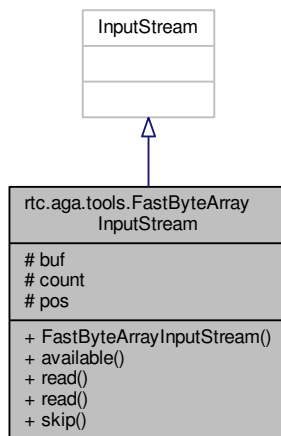 InputStream
rtc.aga.tools.FastByteArray
InputStream
# buf
# count
# pos
+ FastByteArrayInputStream()
+ available()
+ read()
+ read()
+ skip()